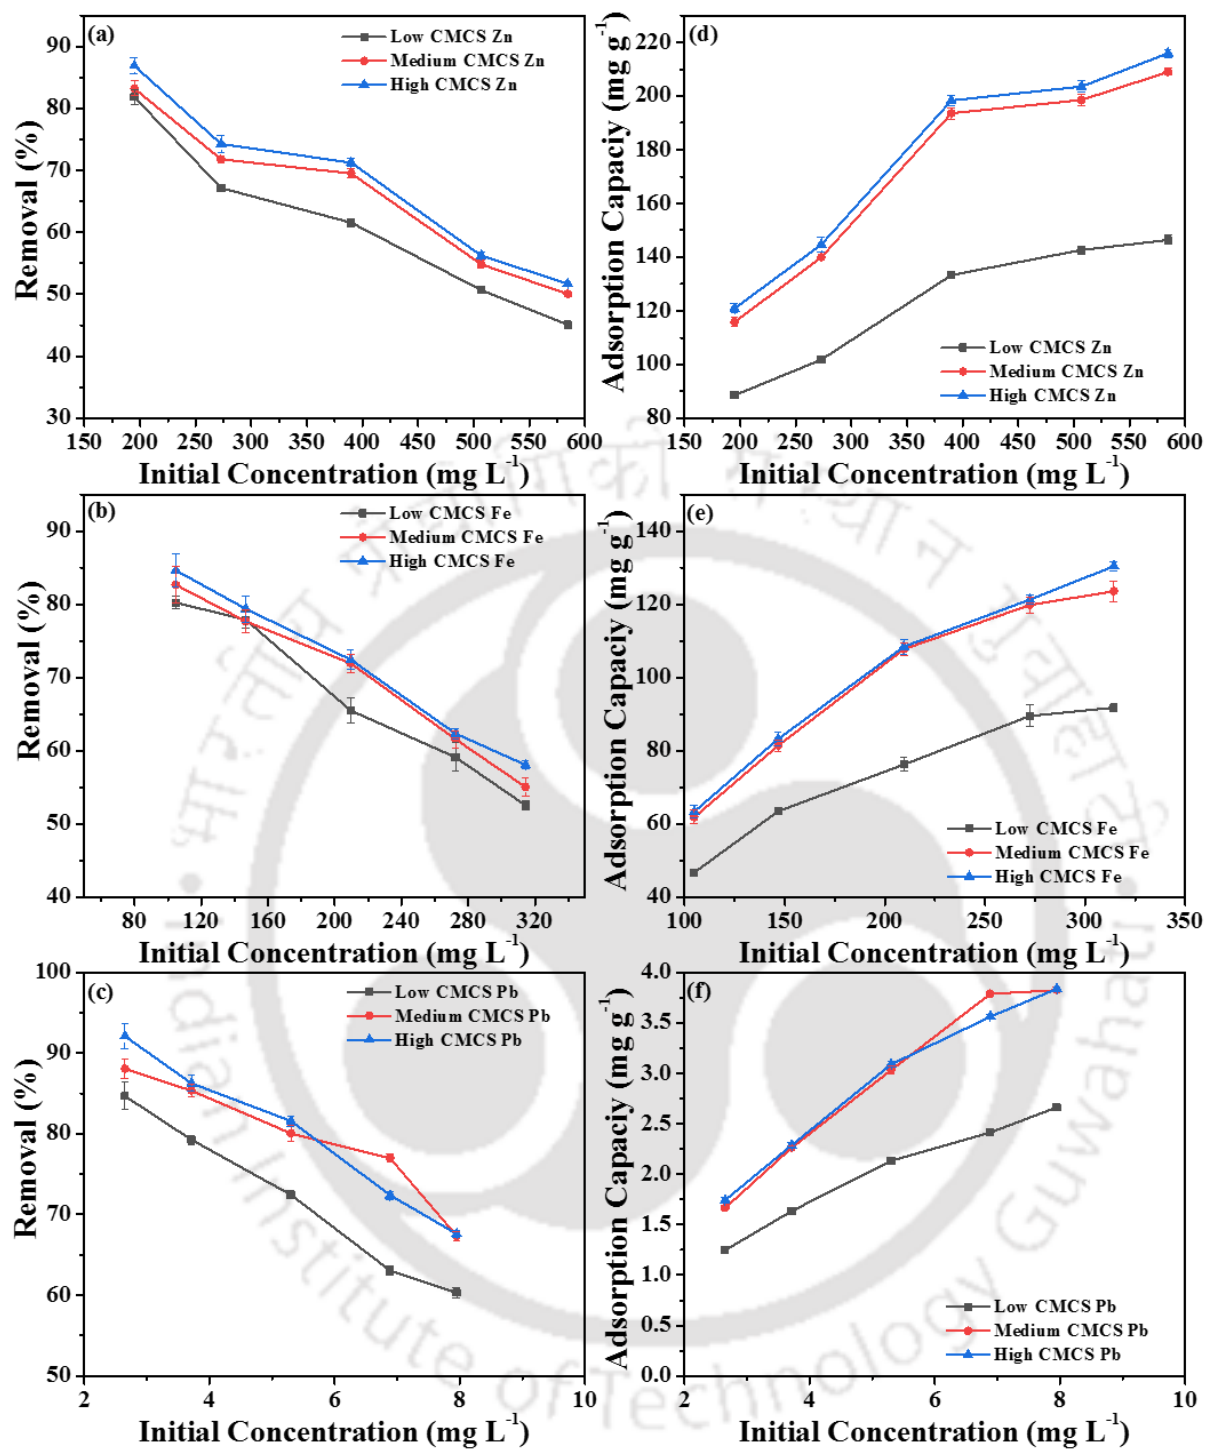 (a)
Low CMCS Zn
Medium CMCS Zn
High CMCS Zn
Removal (%)
90
80
70
60
50
40
30
150 200 250 300 350 400 450 500 550 600
Initial Concentration (mg L-1)
(d)
Low CMCS Zn
Medium CMCS Zn
High CMCS Zn
Adsorption Capaciy (mg g-1)
220
200
180
160
140
120
100
80
150 200 250 300 350 400 450 500 550 600
Initial Concentration (mg L-1)
(b)
Low CMCS Fe
Medium CMCS Fe
High CMCS Fe
Removal (%)
90
80
70
60
50
40
80 120 160 200 240 280 320
Initial Concentration (mg L-1)
(e)
Low CMCS Fe
Medium CMCS Fe
High CMCS Fe
Adsorption Capaciy (mg g-1)
140
120
100
80
60
40
100 150 200 250 300 350
Initial Concentration (mg L-1)
(c)
Low CMCS Pb
Medium CMCS Pb
High CMCS Pb
Removal (%)
100
90
80
70
60
50
2 4 6 8 10
Initial Concentration (mg L-1)
(f)
Low CMCS Pb
Medium CMCS Pb
High CMCS Pb
Adsorption Capaciy (mg g-1)
4.0
3.5
3.0
2.5
2.0
1.5
1.0
0.5
0.0
2 4 6 8 10
Initial Concentration (mg L-1)
Indian Institute of Technology Guwahati